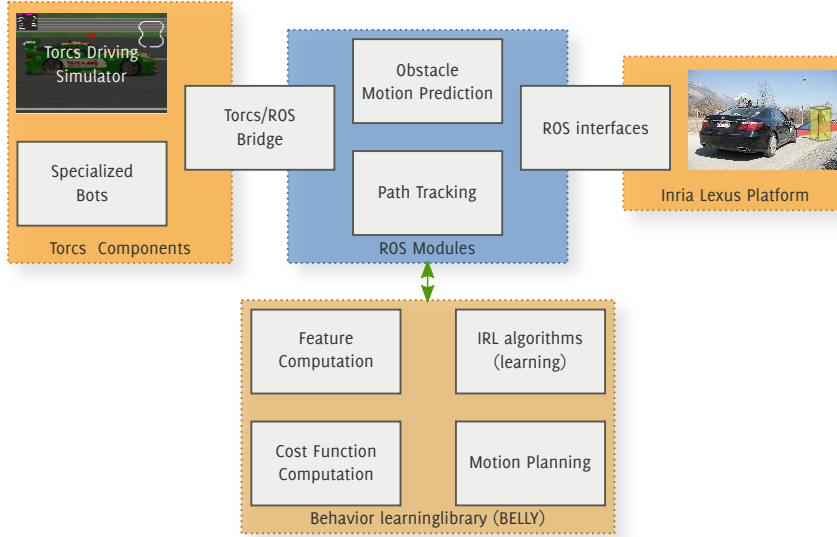 Torcs Driving
Simulator
Specialized
Bots
Torcs Components
Torcs/ROS
Bridge
Obstacle
Motion Prediction
Path Tracking
ROS Modules
ROS interfaces
Inria Lexus Platform
Feature
Computation
IRL algorithms
(learning)
Cost Function
Computation
Motion Planning
Behavior learninglibrary (BELLY)